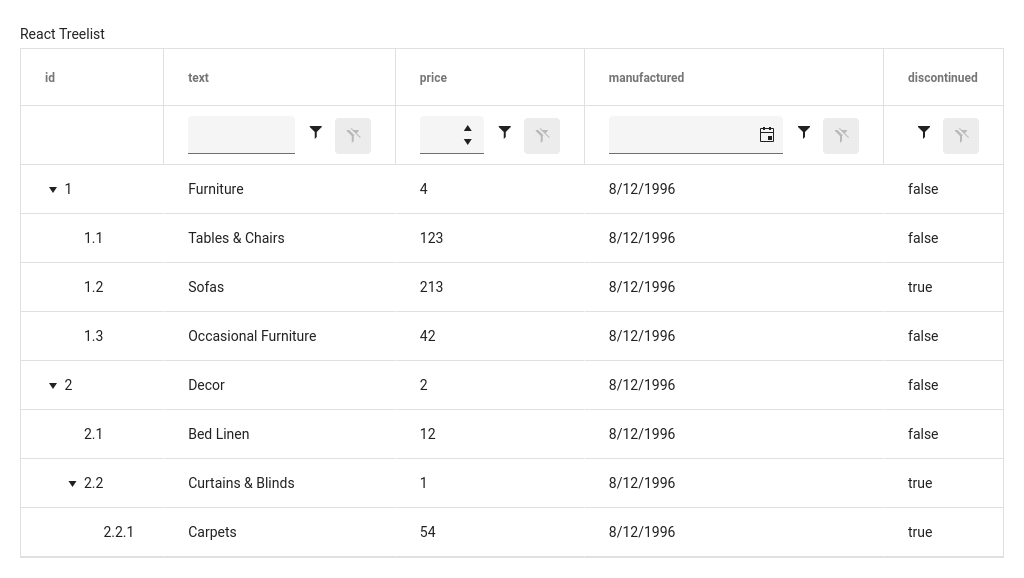 React Treelist
id text price manufactured discontinued
1 Furniture 4 8/12/1996 false
1.1 Tables & Chairs 123 8/12/1996 false
1.2 Sofas 213 8/12/1996 true
1.3 Occasional Furniture 42 8/12/1996 false
2 Decor 2 8/12/1996 false
2.1 Bed Linen 12 8/12/1996 false
2.2 Curtains & Blinds 1 8/12/1996 true
2.2.1 Carpets 54 8/12/1996 true